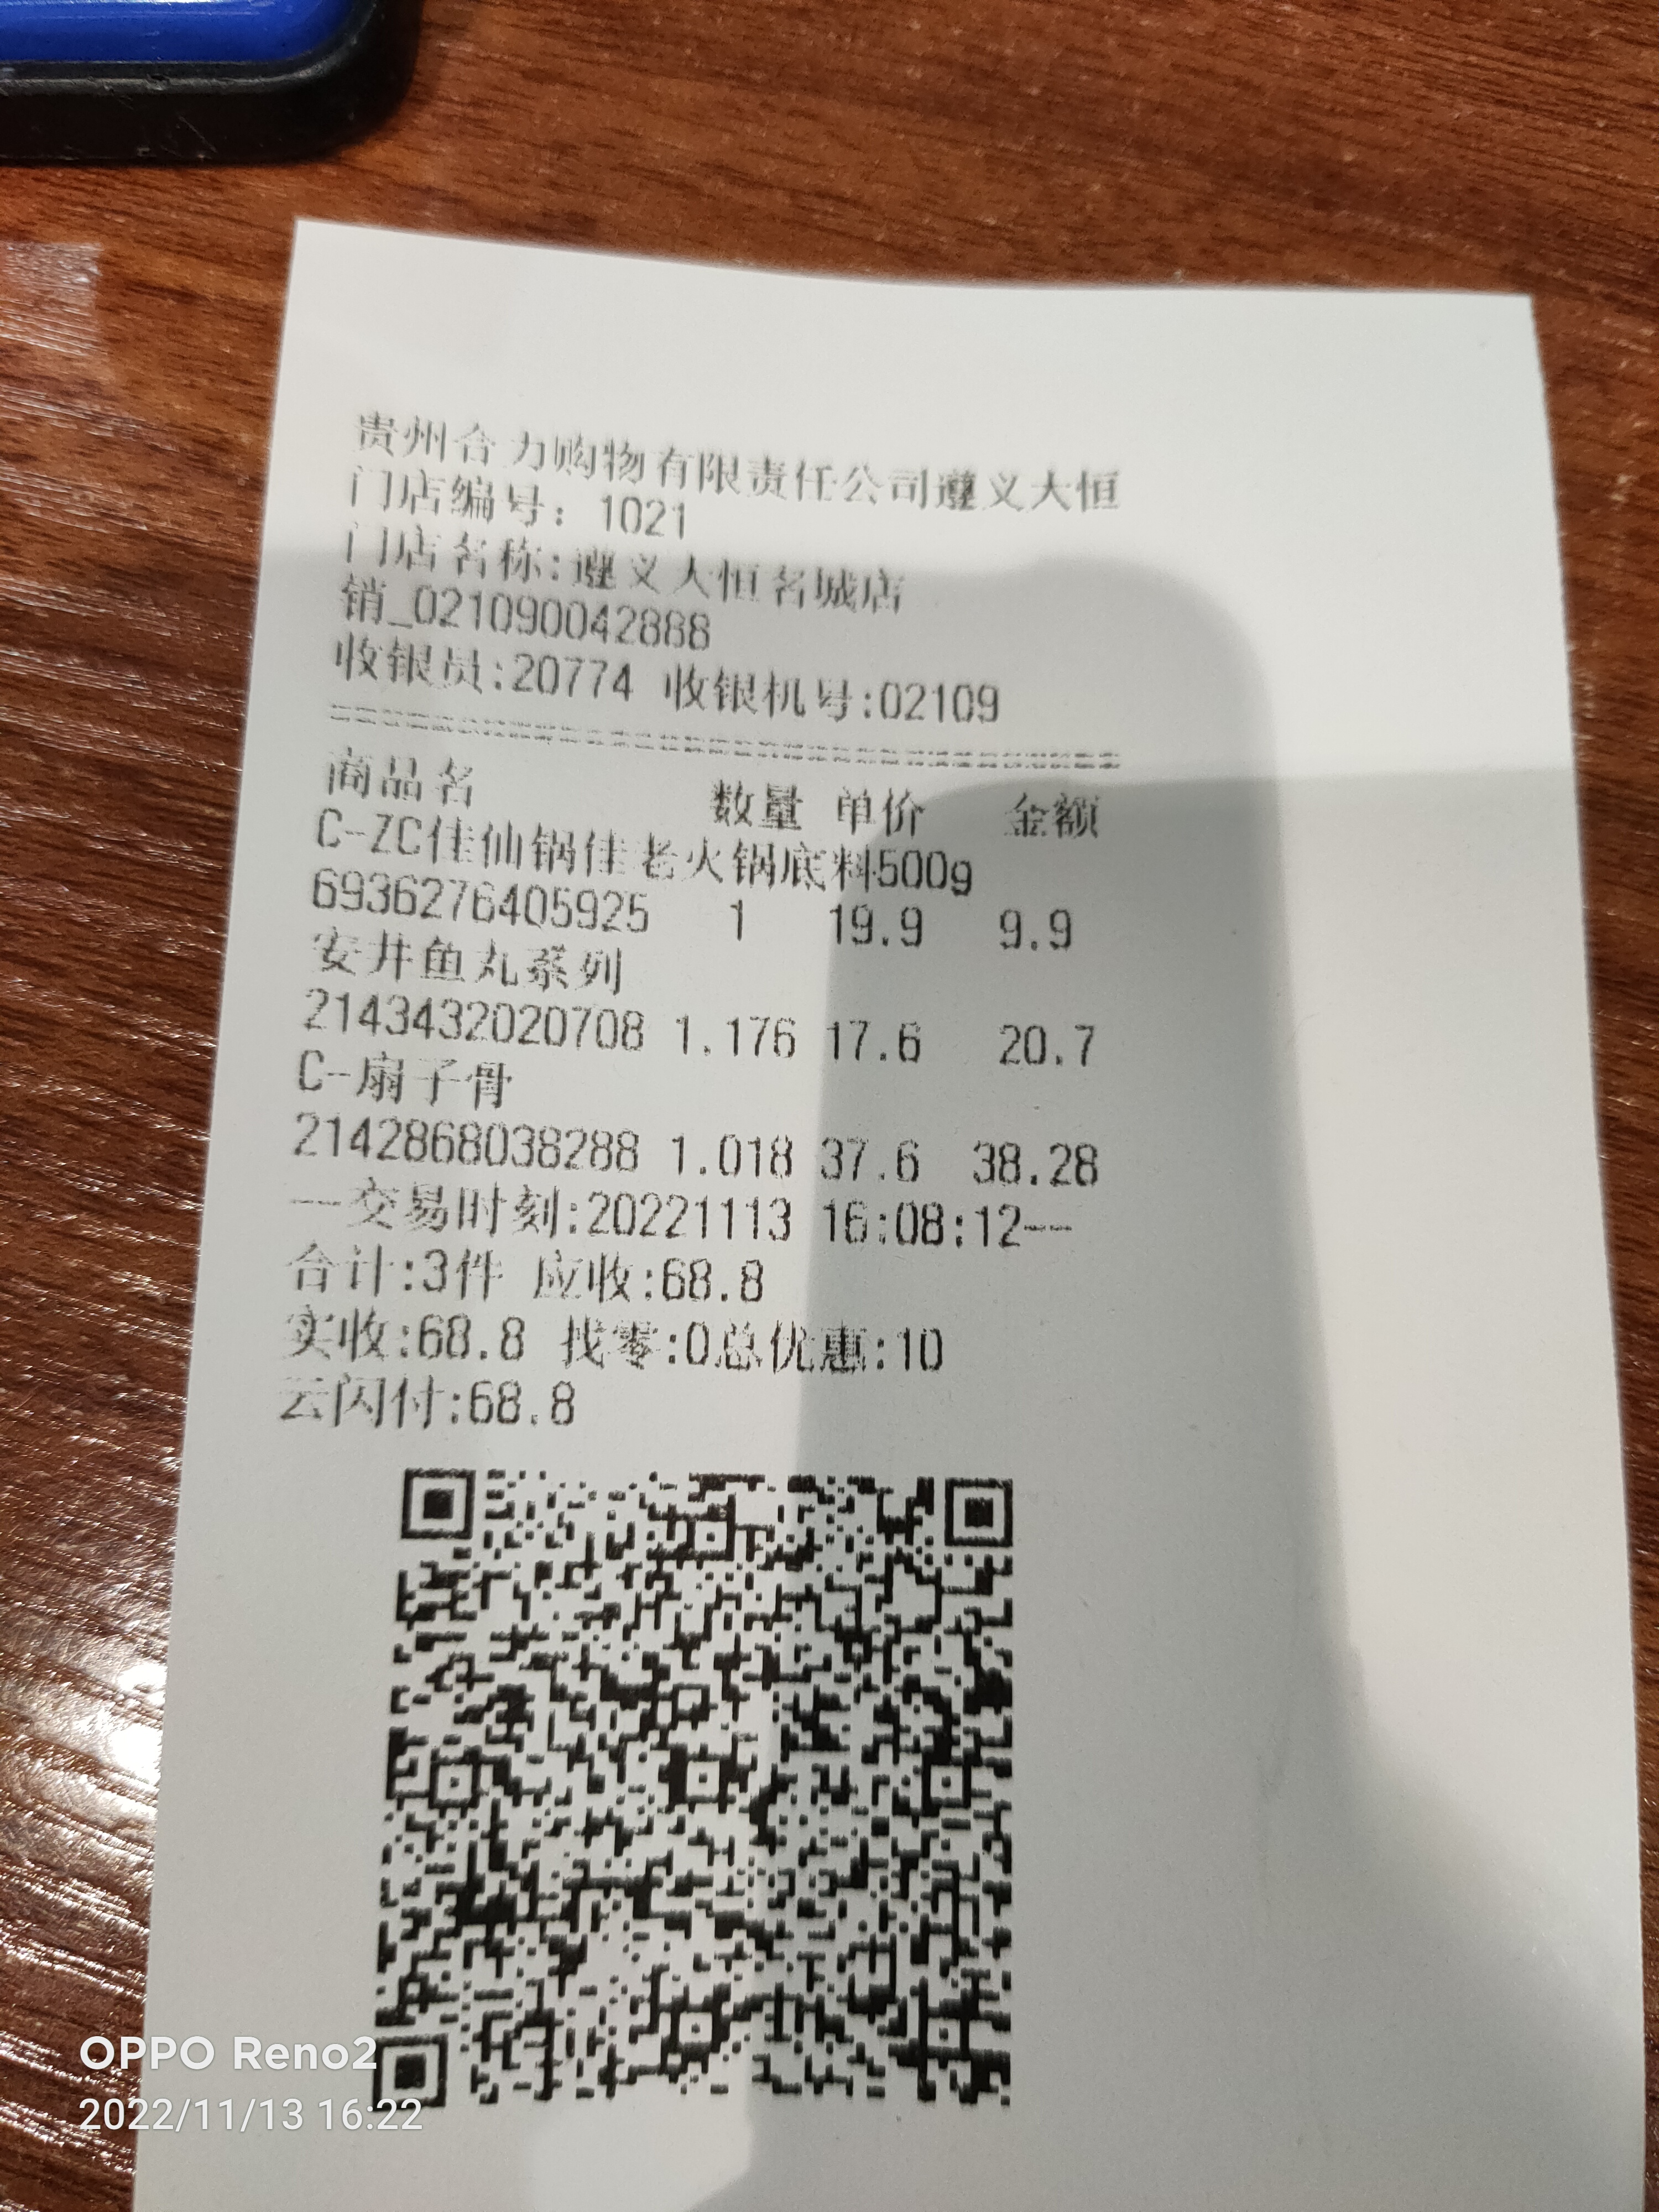 贵州合力购物有限责任公司遵义大恒
门店编号：1021
门店名称:遵义大恒名城店
销_021090042888
收银员:20774 收银机号:02109
商品名 数量 单价 金额
C-ZC佳仙锅佳老火锅底料500g
6936276405925 1 19.9 9.9
安井鱼丸系列
2143432020708 1.176 17.6 20.7
C-扇子骨
2142868038288 1.018 37.6 38.28
--交易时刻:20221113 16:08:12--
合计:3件 应收:68.8
实收:68.8 找零:0总优惠:10
云闪付:68.8
OPPO Reno2
2022/11/13 16:22